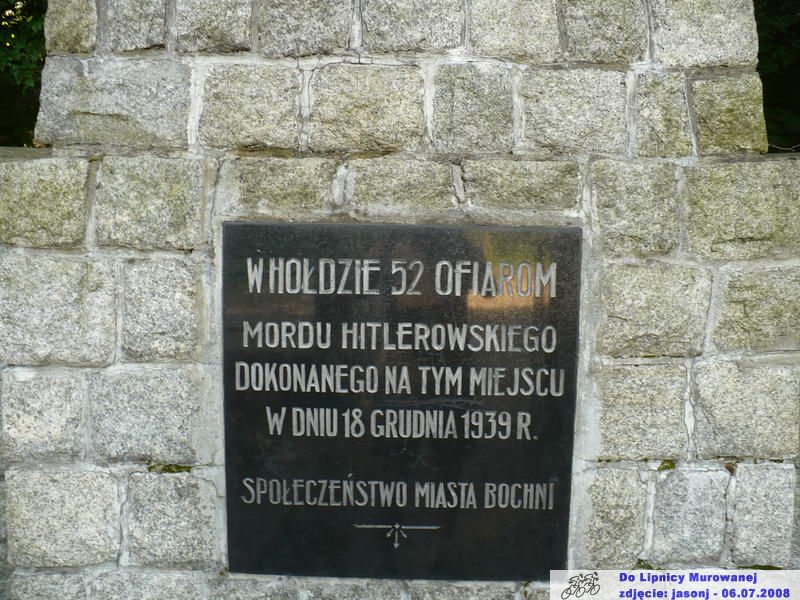 W HOŁDZIE 52 OFIAROM
MORDU HITLEROWSKIEGO
DOKONANEGO NA TYM MIEJSCU
W DNIU 18 GRUDNIA 1939 R.
SPOŁECZEŃSTWO MIASTA BOCHNI
Do Lipnicy Murowanej
zdjęcie: jasonj - 06.07.2008